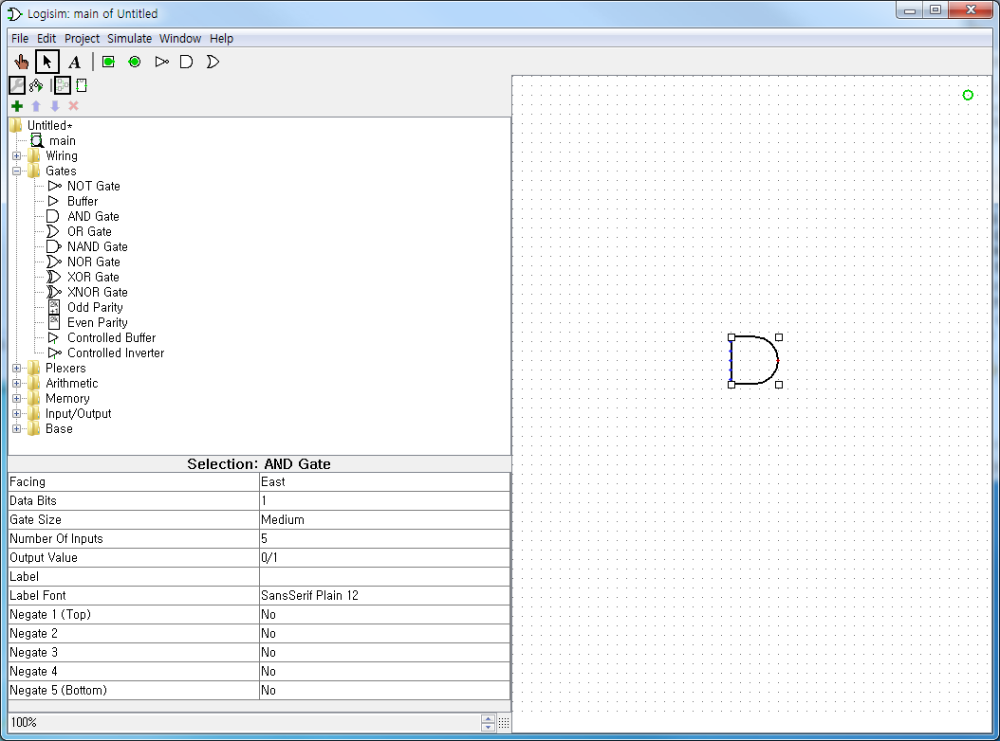 Logisim: main of Untitled
File Edit Project Simulate Window Help
A
Untitled*
main
Wiring
Gates
NOT Gate
Buffer
AND Gate
OR Gate
NAND Gate
NOR Gate
XOR Gate
XNOR Gate
Odd Parity
Even Parity
Controlled Buffer
Controlled Inverter
Plexers
Arithmetic
Memory
Input/Output
Base
Selection: AND Gate
Facing East
Data Bits 1
Gate Size Medium
Number Of Inputs 5
Output Value 0/1
Label
Label Font SansSerif Plain 12
Negate 1 (Top) No
Negate 2 No
Negate 3 No
Negate 4 No
Negate 5 (Bottom) No
100%